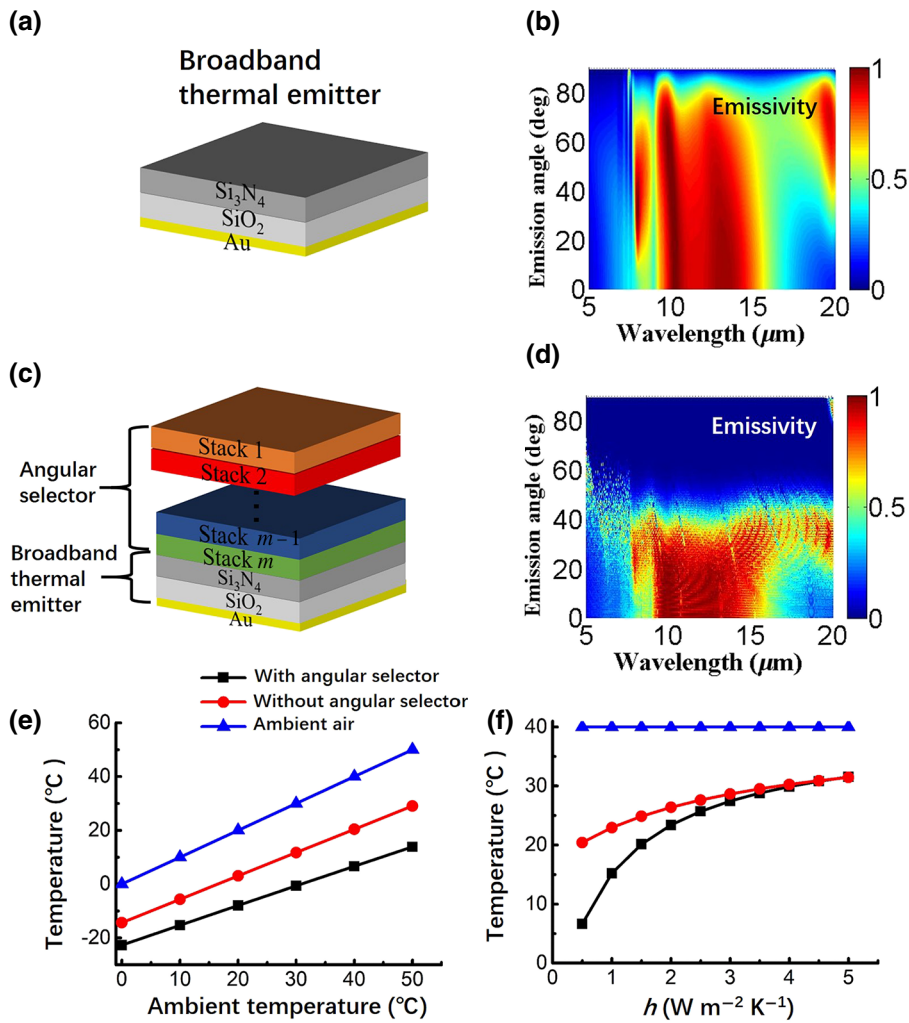 (a)
Broadband
thermal emitter
Si₃N₄
SiO₂
Au
(b)
Emission angle (deg)
80
60
40
20
0
Emissivity
5 10 15 20
Wavelength (μm)
1
0.5
0
(c)
Angular
selector
Broadband
thermal
emitter
Stack 1
Stack 2
Stack m – 1
Stack m
Si₃N₄
SiO₂
Au
(d)
Emission angle (deg)
80
60
40
20
0
Emissivity
5 10 15 20
Wavelength (μm)
1
0.5
0
With angular selector
Without angular selector
Ambient air
(e)
Temperature (°C)
60
40
20
0
-20
0 10 20 30 40 50
Ambient temperature (°C)
(f)
Temperature (°C)
40
30
20
10
0
0 1 2 3 4 5
h (W m⁻² K⁻¹)